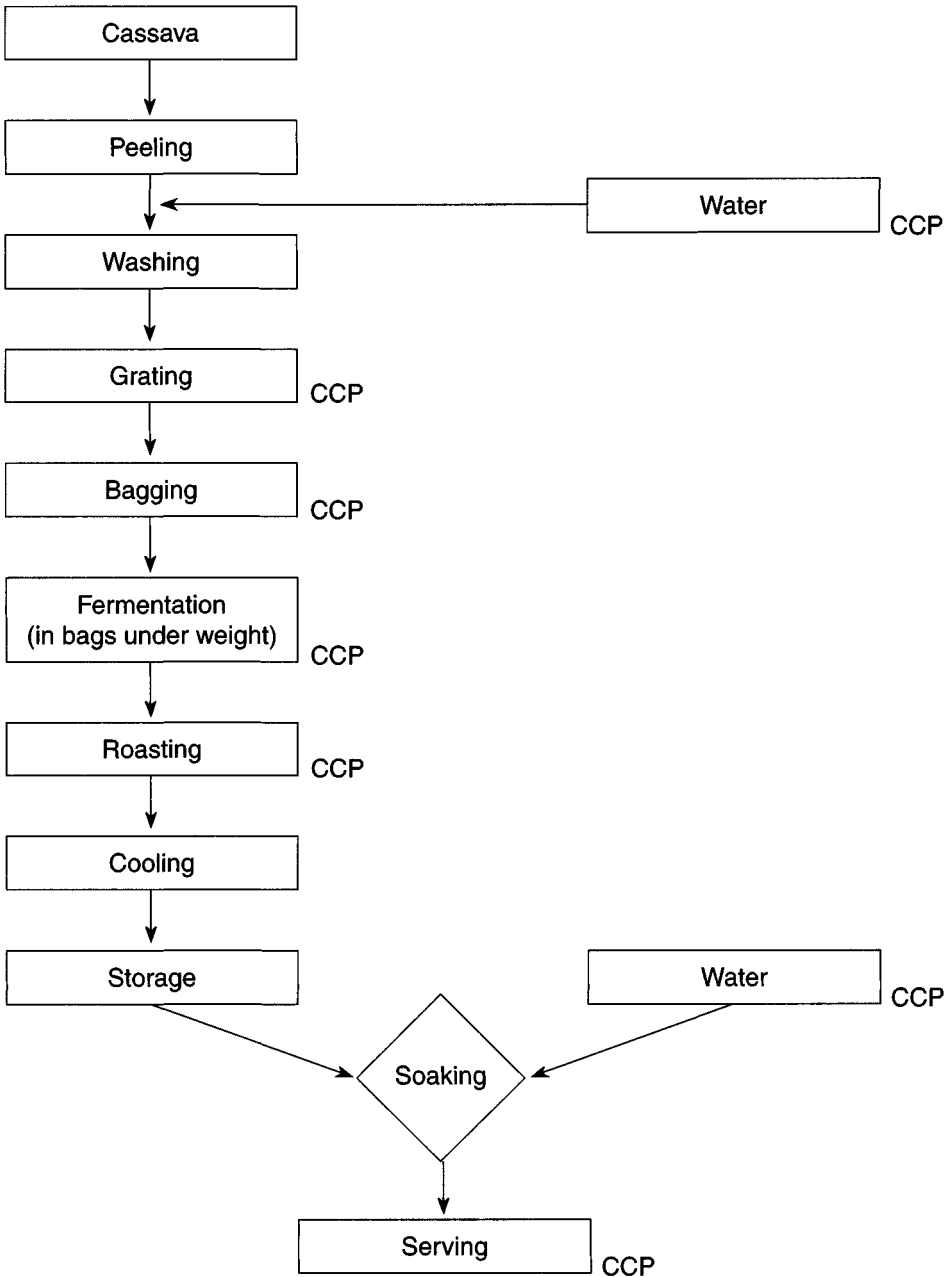 Cassava
Peeling
Water
CCP
Washing
Grating
CCP
Bagging
CCP
Fermentation
(in bags under weight)
CCP
Roasting
CCP
Cooling
Storage
Water
CCP
Soaking
Serving
CCP